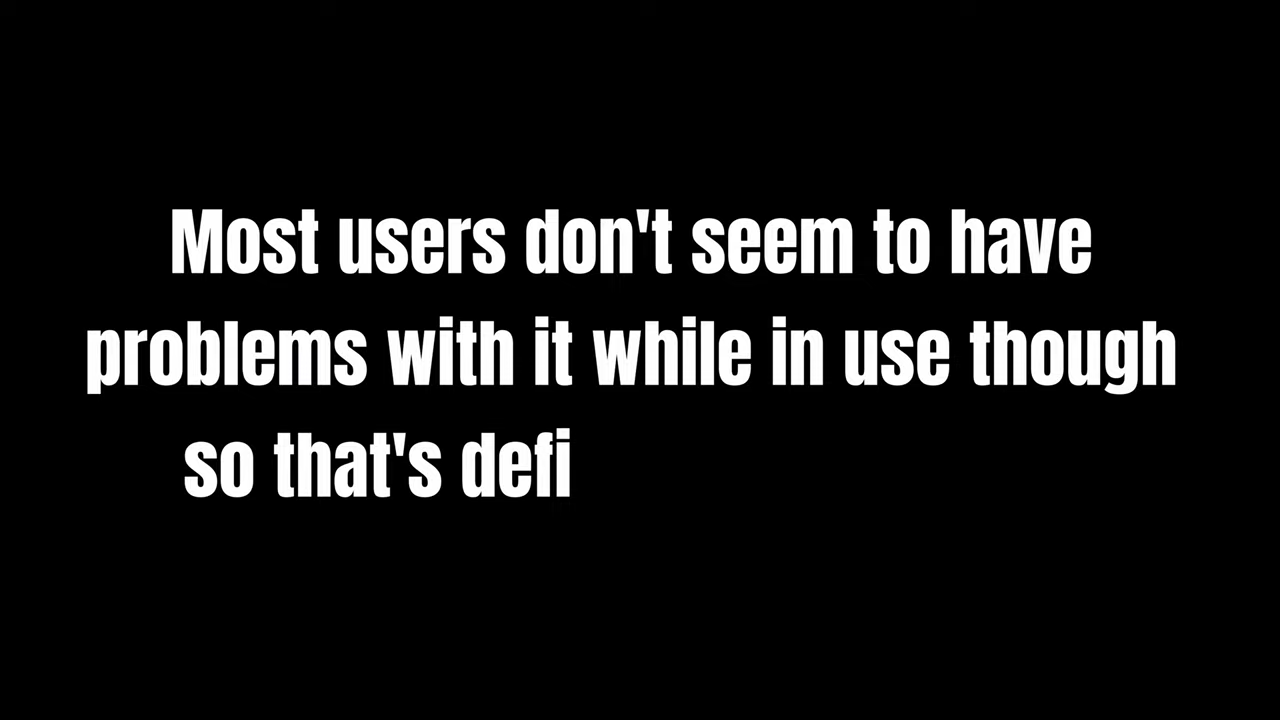 Most users don't seem to have
problems with it while in use though
so that's defi